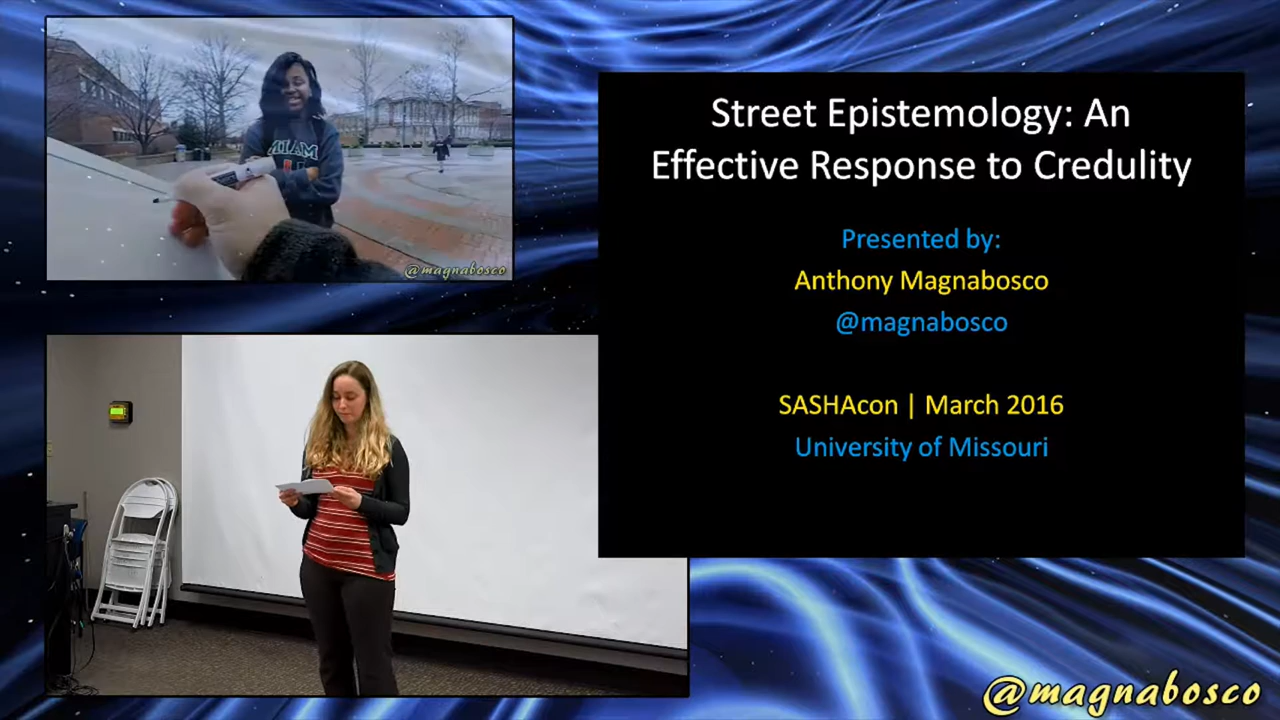 MIAMI
@magnabosco
Street Epistemology: An
Effective Response to Credulity
Presented by:
Anthony Magnabosco
@magnabosco
SASHAcon | March 2016
University of Missouri
@magnabosco